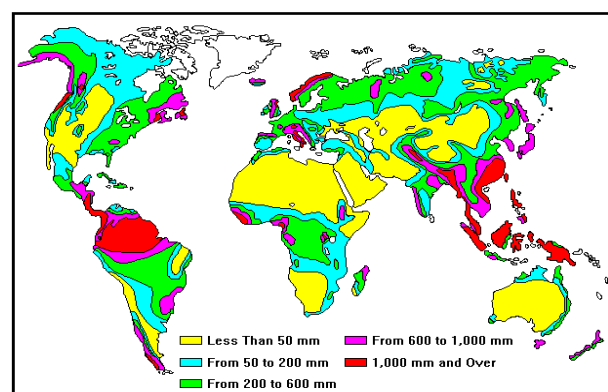 Less Than 50 mm
From 50 to 200 mm
From 200 to 600 mm
From 600 to 1,000 mm
1,000 mm and Over